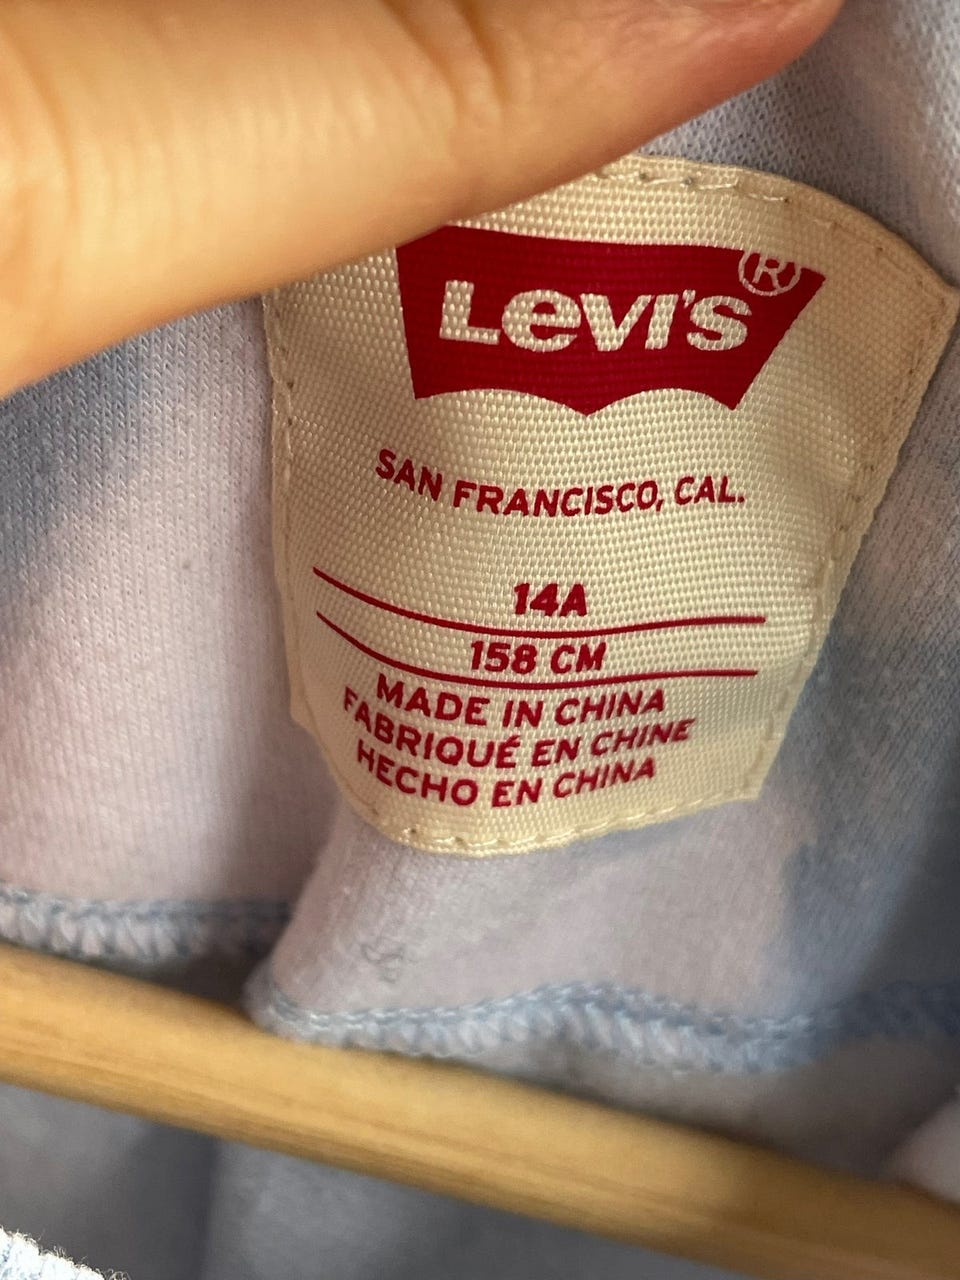 LEVI'S®
SAN FRANCISCO, CAL.
14A
158 CM
MADE IN CHINA
FABRIQUÉ EN CHINE
HECHO EN CHINA